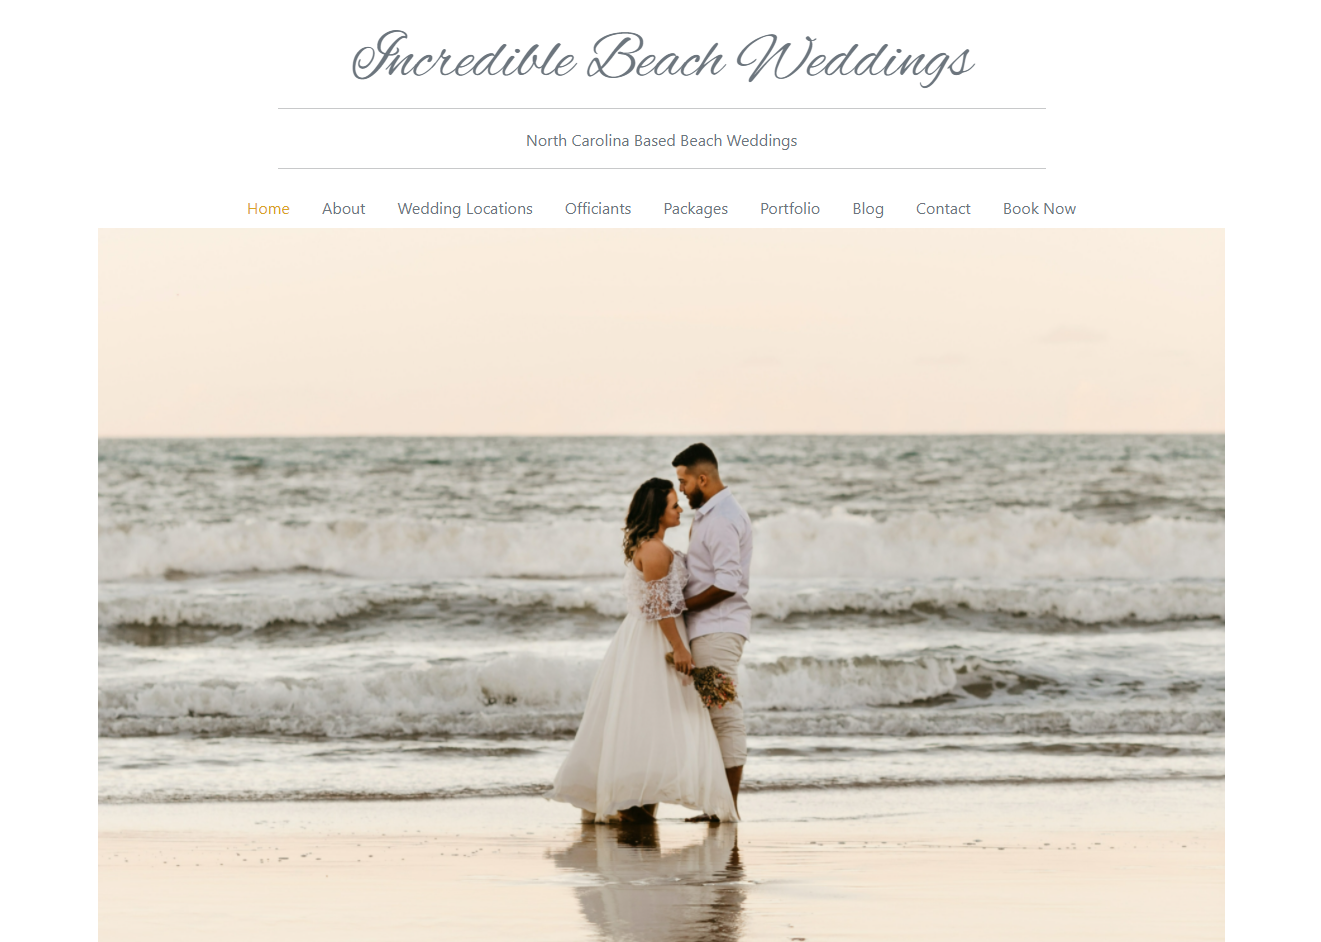 Incredible Beach Weddings
North Carolina Based Beach Weddings
Home About Wedding Locations Officiants Packages Portfolio Blog Contact Book Now